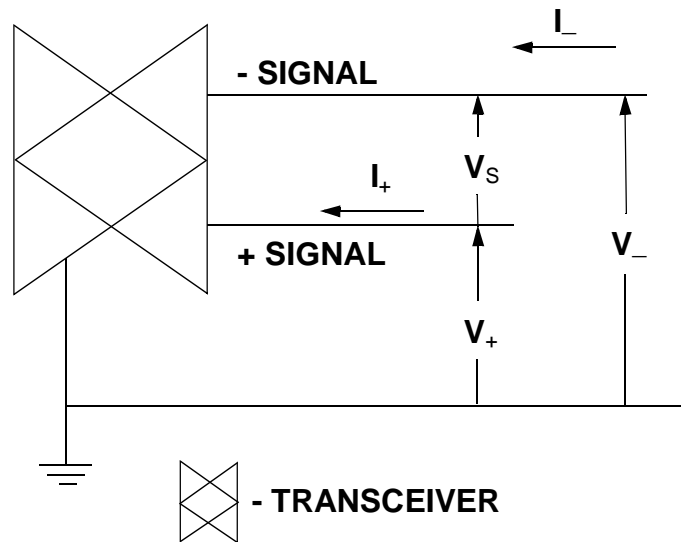 I_
- SIGNAL
VS
I+
+ SIGNAL
V_
V+
- TRANSCEIVER